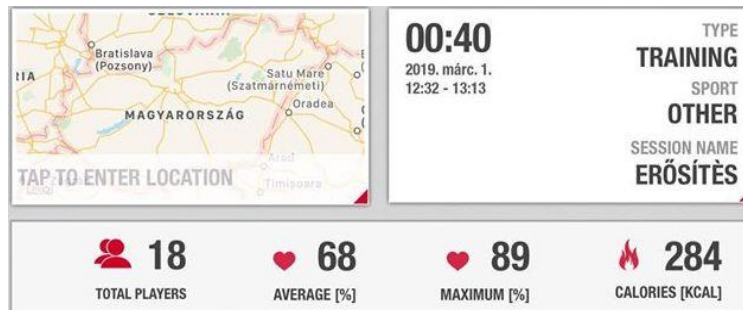 Bratislava
(Pozsony)
RIA
Satu Mare
(Szatmárnémeti)
Oradea
MAGYARORSZÁG
Arad
TAP TO ENTER LOCATION
Timișoara
00:40
2019. márc. 1.
12:32 - 13:13
TYPE
TRAINING
SPORT
OTHER
SESSION NAME
ERŐSÍTÈS
18
TOTAL PLAYERS
68
AVERAGE [%]
89
MAXIMUM [%]
284
CALORIES [KCAL]